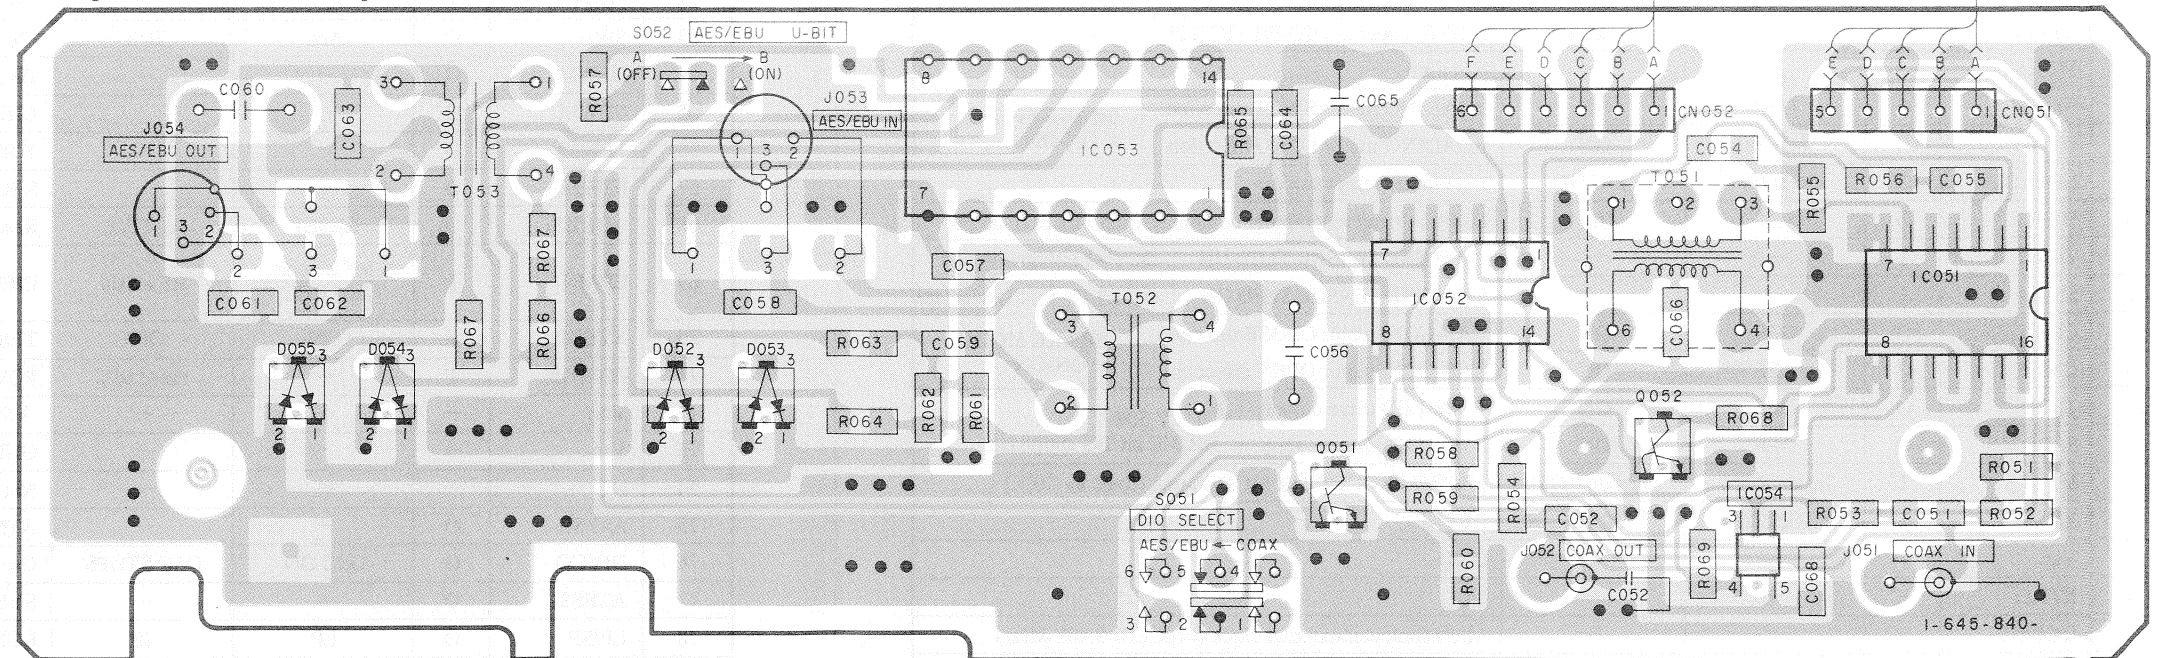 S052 AES/EBU U-BIT
A B
(OFF) (ON)
R057
C060
C063
3 1
2 4
T053
J054
AES/EBU OUT
1 3 2
2 3 1
C061 C062
J053
AES/EBU IN
1 3 2
1 3 2
8 14
IC053
7 1
R065
C064
C065
F E D C B A
6 1 CN052
E D C B A
5 1 CN051
C054
T051
1 2 3
6 4
C066
R055
R056 C055
R067
R067
R066
C057
C058
7 1
IC052
8 14
7 1
IC051
8 16
T052
3 4
2 1
C056
R063 C059
R062
R061
R064
D055 3
2 1
D054 3
2 1
D052 3
2 1
D053 3
2 1
Q052
R068
Q051
R058
R059
R054
R051
IC054
3 1
4 5
R053 C051 R052
C052
S051
DIO SELECT
AES/EBU COAX
6 5 4
3 2 1
R060
J052 COAX OUT
C052
R069
C068
J051 COAX IN
1-645-840-